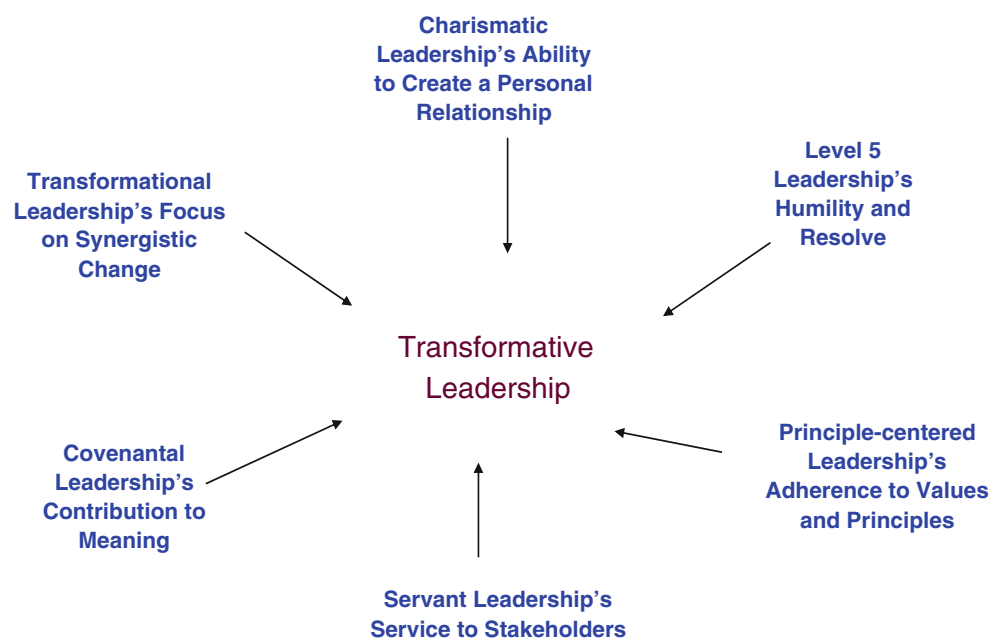 Charismatic
Leadership’s Ability
to Create a Personal
Relationship
Level 5
Leadership’s
Humility and
Resolve
Transformational
Leadership’s Focus
on Synergistic
Change
Transformative
Leadership
Principle-centered
Leadership’s
Adherence to Values
and Principles
Covenantal
Leadership’s
Contribution to
Meaning
Servant Leadership’s
Service to Stakeholders